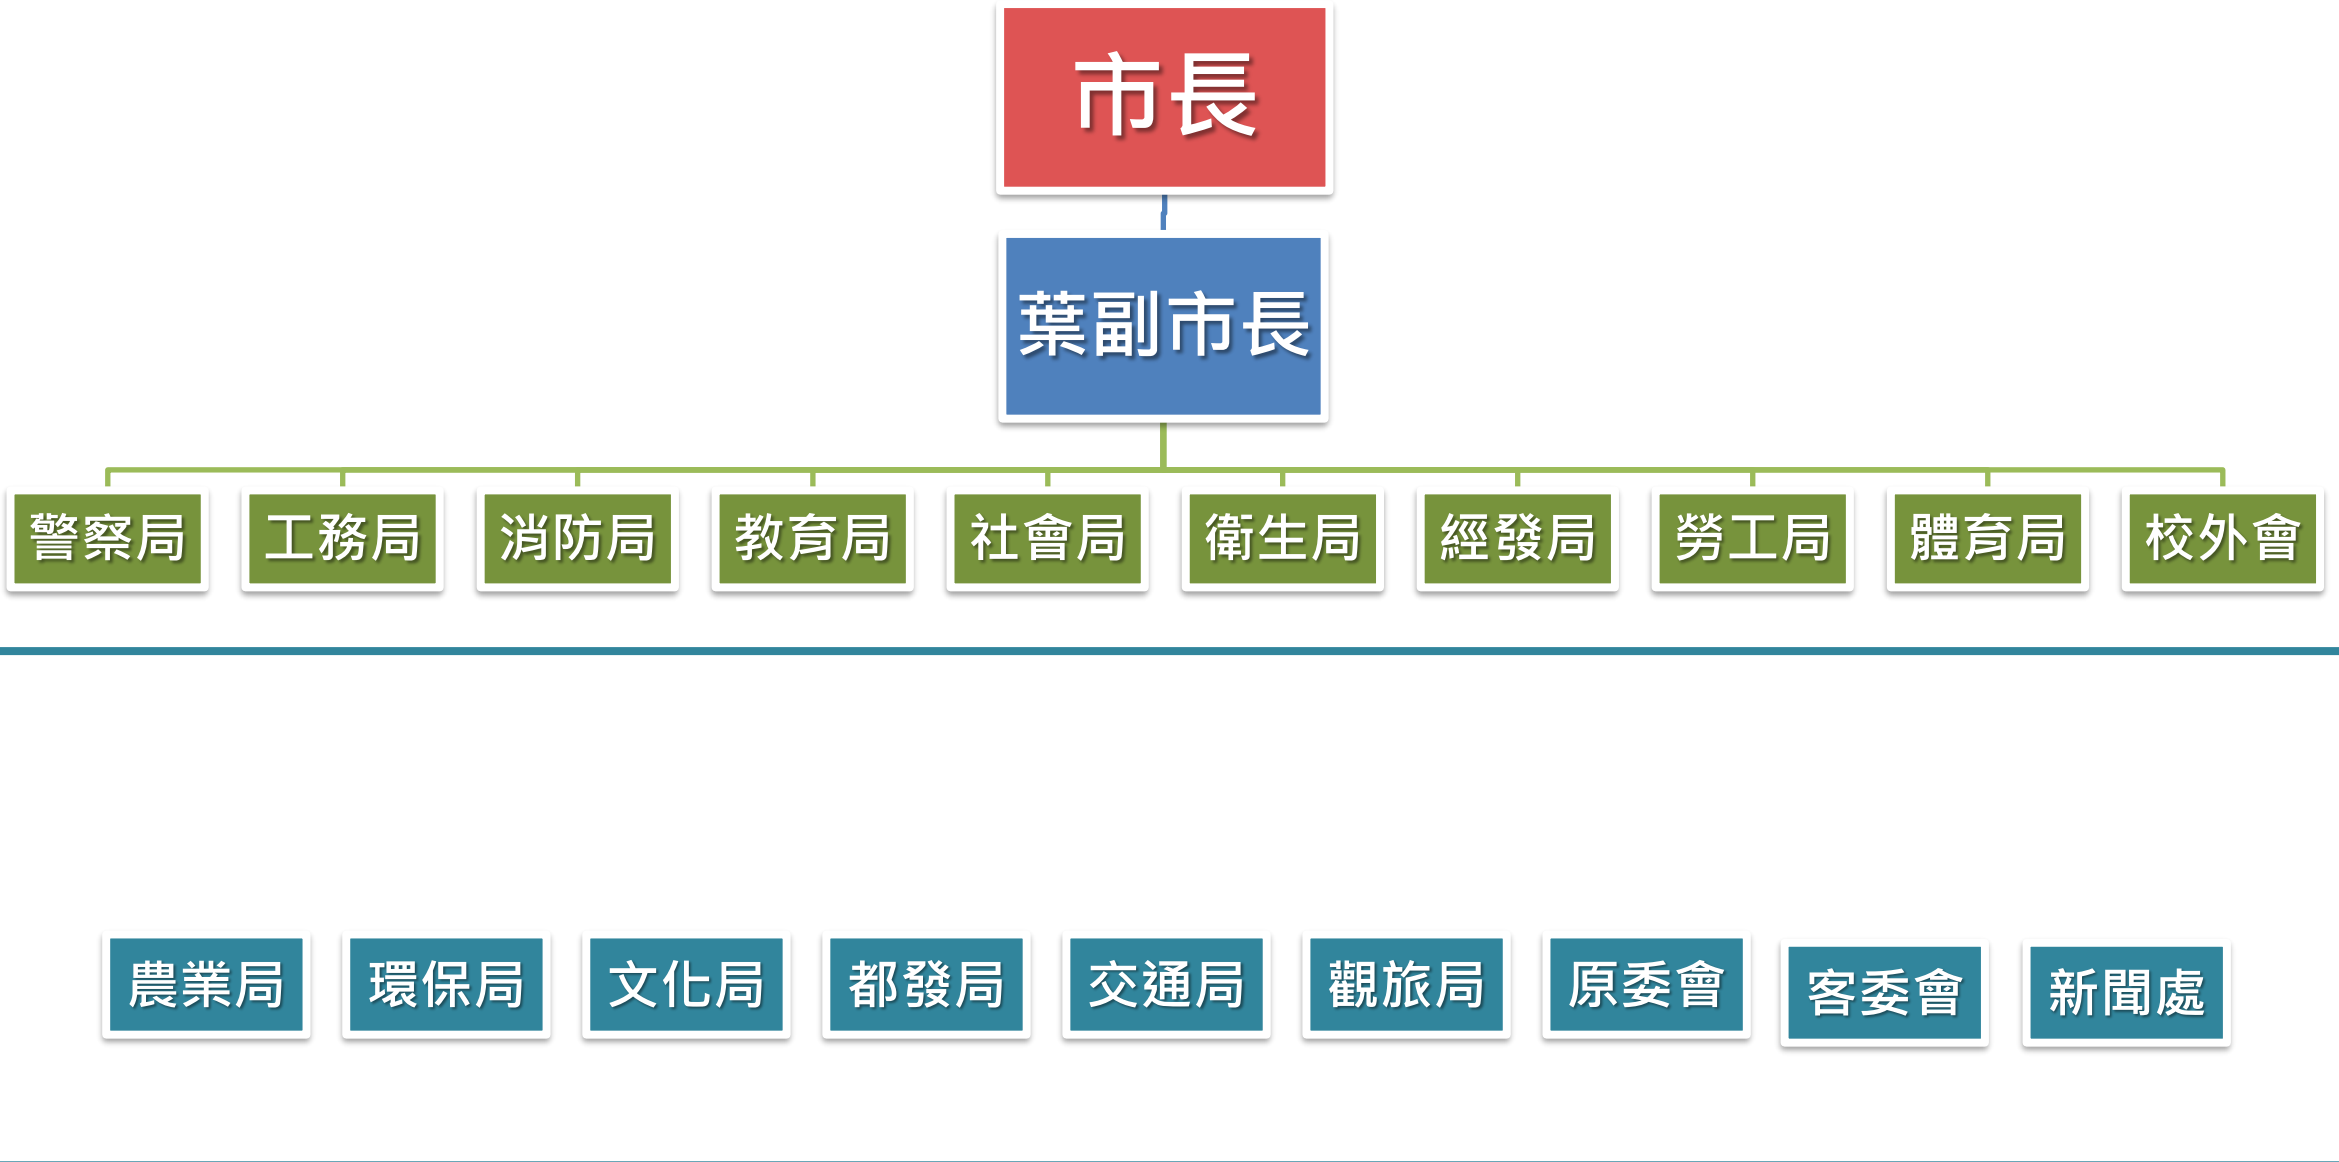 市長
葉副市長
警察局 工務局 消防局 教育局 社會局 衛生局 經發局 勞工局 體育局 校外會
農業局 環保局 文化局 都發局 交通局 觀旅局 原委會 客委會 新聞處